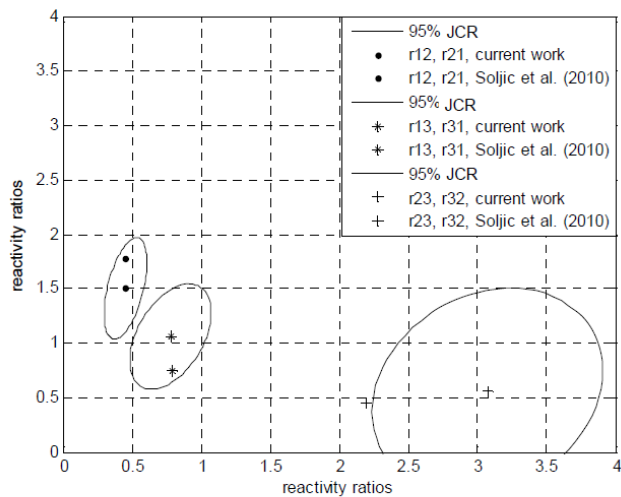 4
3.5
3
2.5
2
1.5
1
0.5
0
reactivity ratios
95% JCR
r12, r21, current work
r12, r21, Soljic et al. (2010)
95% JCR
r13, r31, current work
r13, r31, Soljic et al. (2010)
95% JCR
r23, r32, current work
r23, r32, Soljic et al. (2010)
0 0.5 1 1.5 2 2.5 3 3.5 4
reactivity ratios